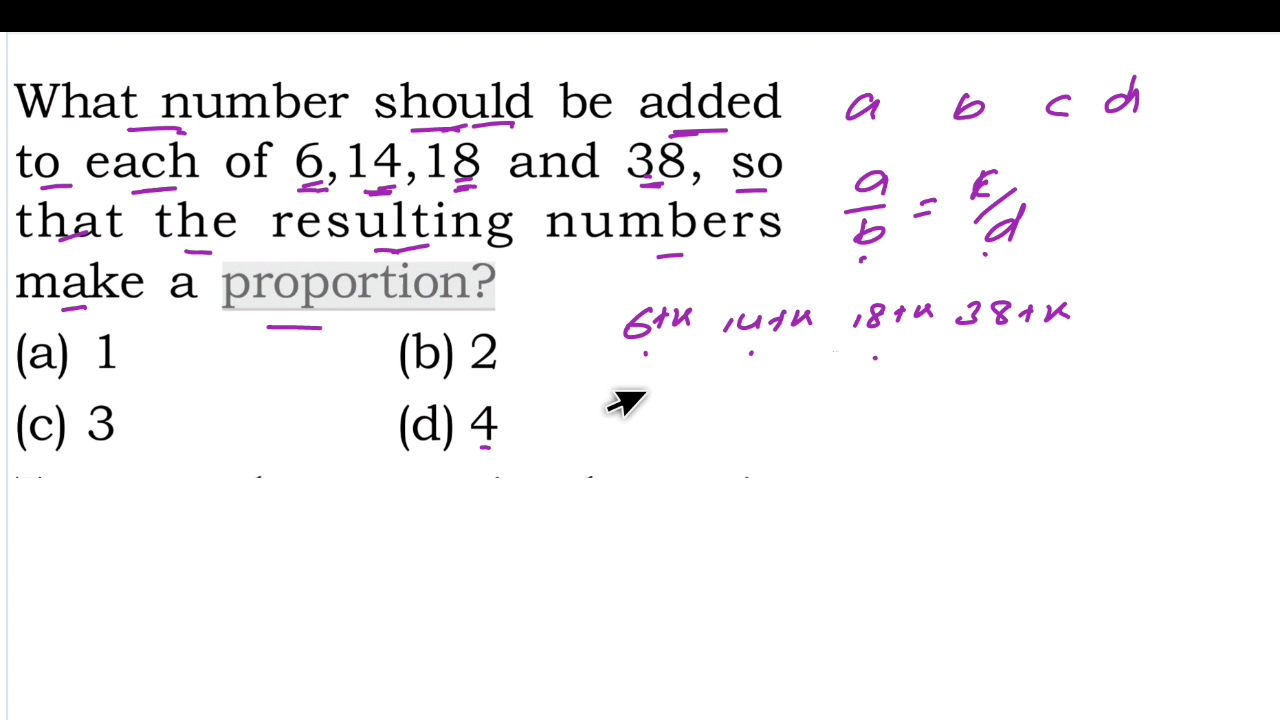 What number should be added
to each of 6,14,18 and 38, so
that the resulting numbers
make a proportion?
(a) 1 (b) 2
(c) 3 (d) 4
a b c d
a/b = c/d
6+x 14+x 18+x 38+x